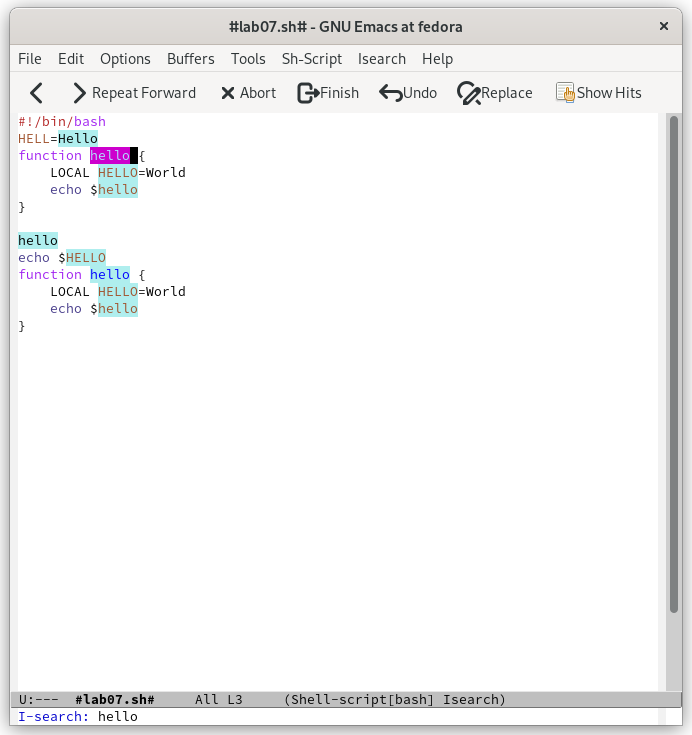 #lab07.sh# - GNU Emacs at fedora ×
File Edit Options Buffers Tools Sh-Script Isearch Help
Repeat Forward Abort Finish Undo Replace Show Hits
#!/bin/bash
HELL=Hello
function hello {
    LOCAL HELLO=World
    echo $hello
}
hello
echo $HELLO
function hello {
    LOCAL HELLO=World
    echo $hello
}
U:--- #lab07.sh# All L3 (Shell-script[bash] Isearch)
I-search: hello